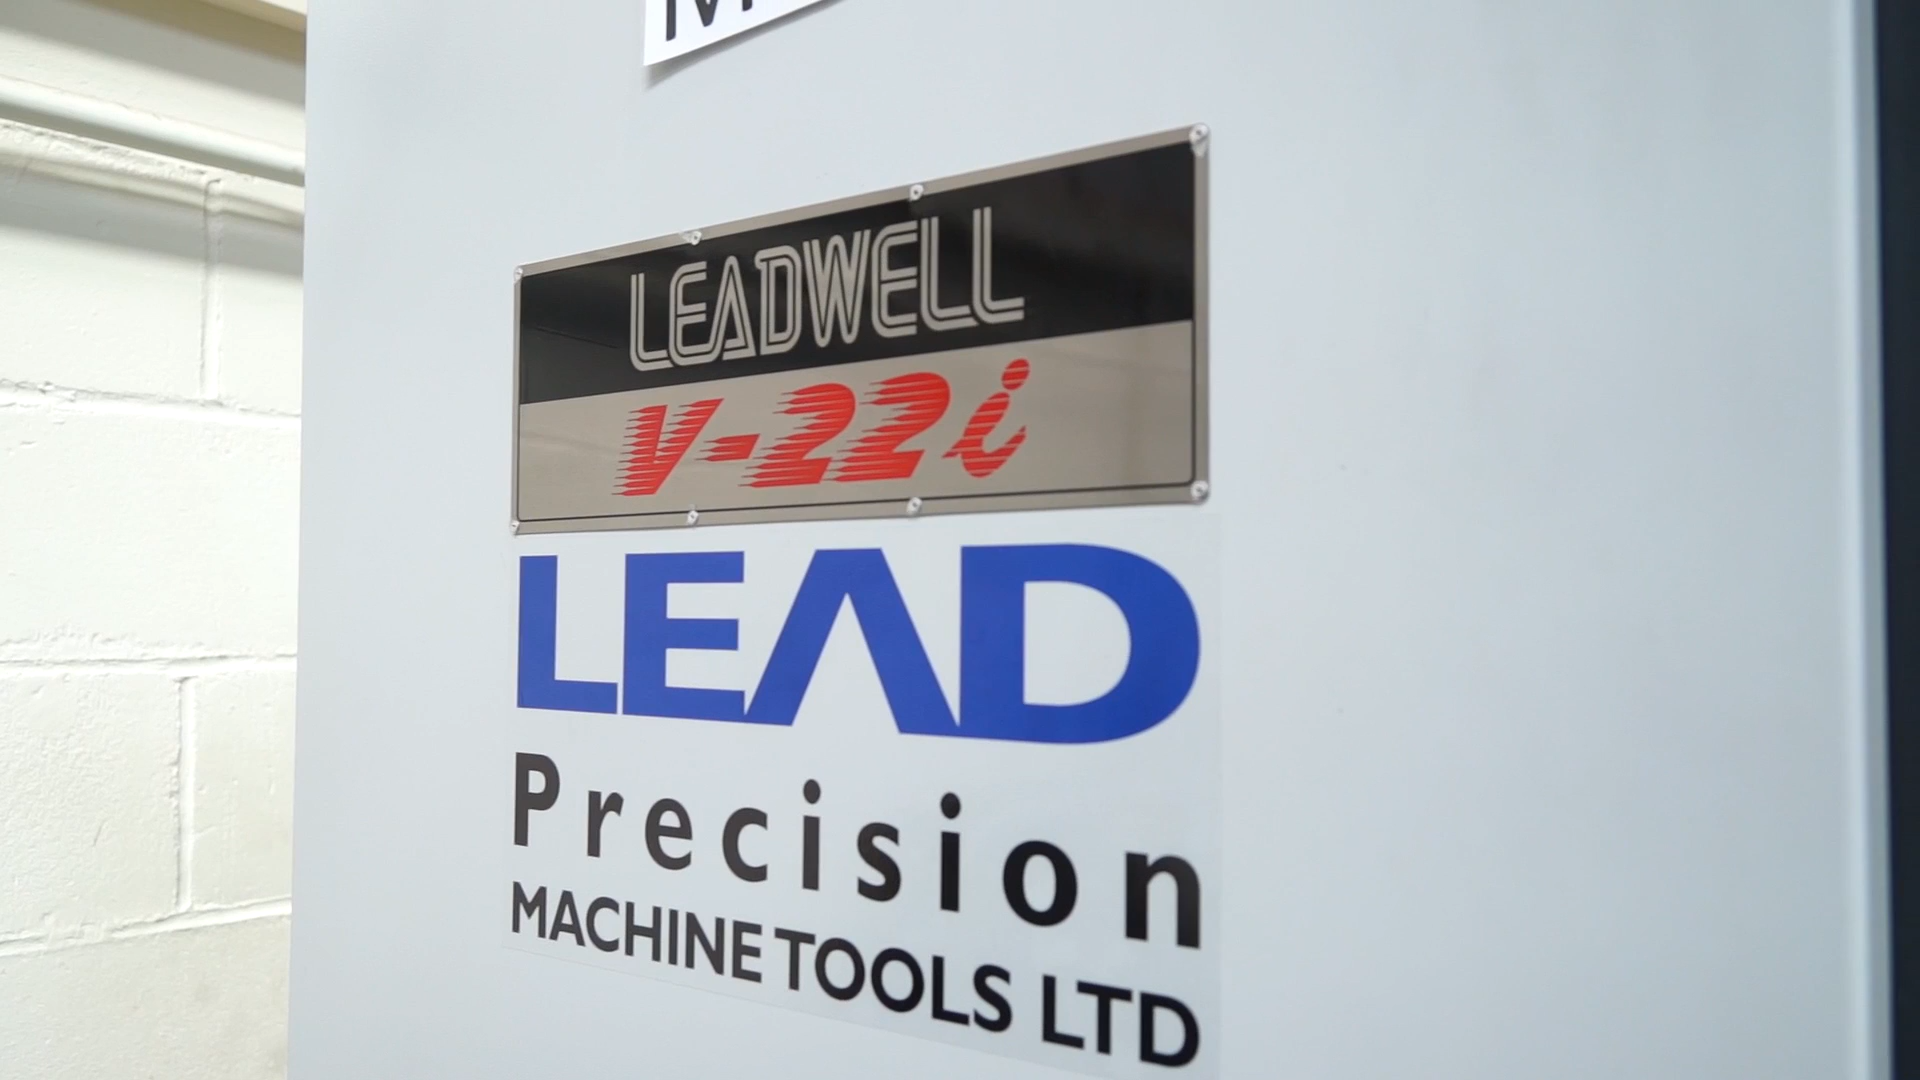 LEADWELL
V-22i
LEAD
Precision
MACHINE TOOLS LTD